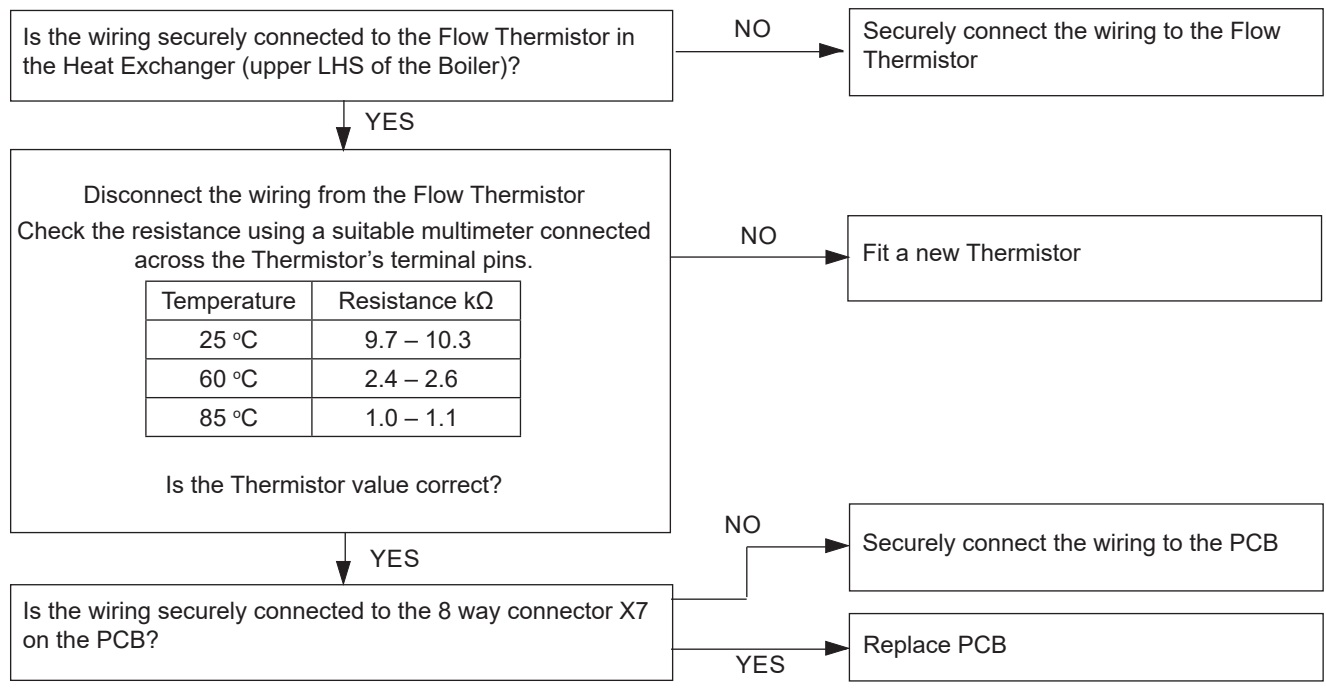 Is the wiring securely connected to the Flow Thermistor in
the Heat Exchanger (upper LHS of the Boiler)?
NO
Securely connect the wiring to the Flow
Thermistor
YES
Disconnect the wiring from the Flow Thermistor
Check the resistance using a suitable multimeter connected
across the Thermistor’s terminal pins.
Temperature Resistance kΩ
25 °C 9.7 – 10.3
60 °C 2.4 – 2.6
85 °C 1.0 – 1.1
Is the Thermistor value correct?
NO
Fit a new Thermistor
YES
Is the wiring securely connected to the 8 way connector X7
on the PCB?
NO
Securely connect the wiring to the PCB
YES
Replace PCB